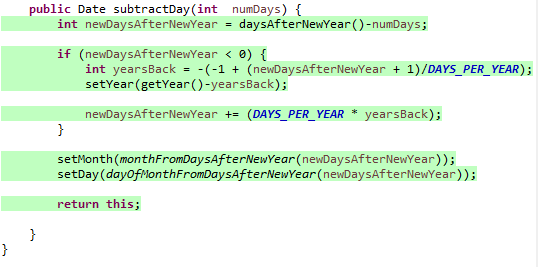 public Date subtractDay(int  numDays) {
int newDaysAfterNewYear = daysAfterNewYear()-numDays;
if (newDaysAfterNewYear < 0) {
int yearsBack = -(-1 + (newDaysAfterNewYear + 1)/DAYS_PER_YEAR);
setYear(getYear()-yearsBack);
newDaysAfterNewYear += (DAYS_PER_YEAR * yearsBack);
}
setMonth(monthFromDaysAfterNewYear(newDaysAfterNewYear));
setDay(dayOfMonthFromDaysAfterNewYear(newDaysAfterNewYear));
return this;
}
}